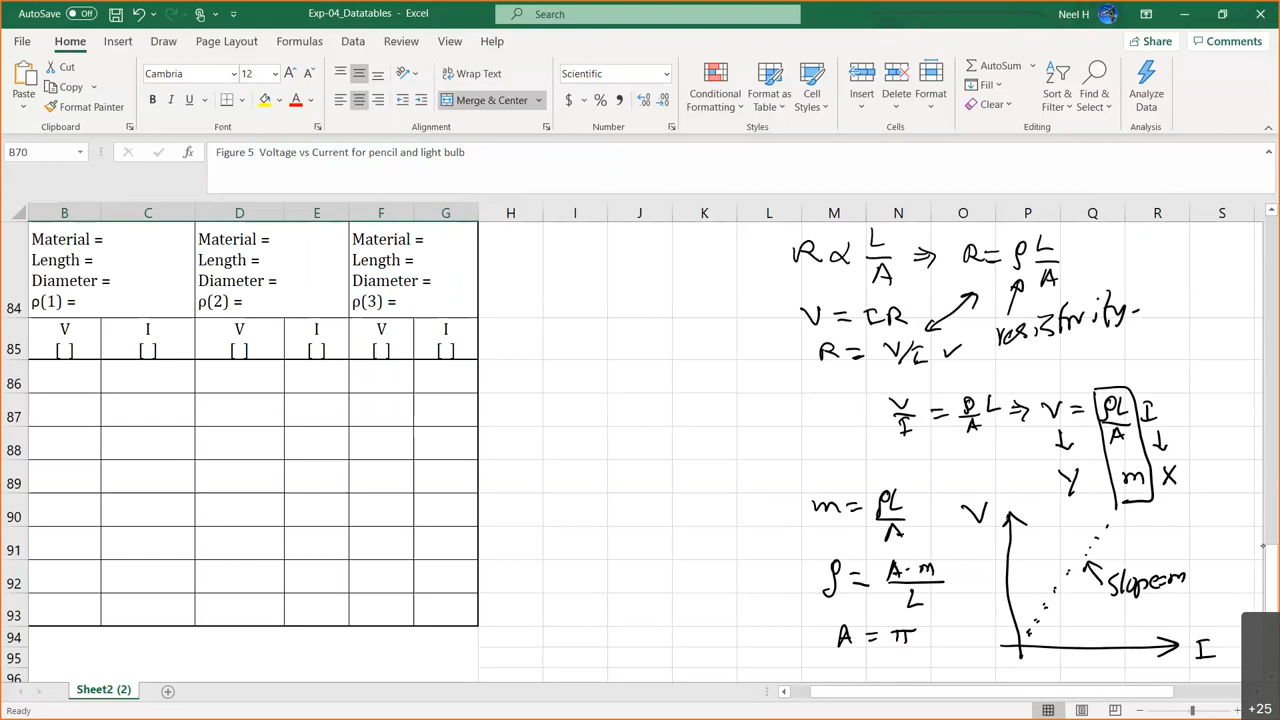 AutoSave Off Exp-04_Datatables - Excel Search Neel H
File Home Insert Draw Page Layout Formulas Data Review View Help Share Comments
Paste Cut Copy Format Painter Clipboard
Cambria 12 B I U A Font
Wrap Text Merge & Center Alignment
Scientific $ % Number
Conditional Formatting Format as Table Cell Styles Styles
Insert Delete Format Cells
AutoSum Fill Clear Sort & Filter Find & Select Editing
Analyze Data Analysis
B70 fx Figure 5 Voltage vs Current for pencil and light bulb
B C D E F G H I J K L M N O P Q R S
84
Material =
Length =
Diameter =
ρ(1) =
Material =
Length =
Diameter =
ρ(2) =
Material =
Length =
Diameter =
ρ(3) =
85
V I V I V I
[ ] [ ] [ ] [ ] [ ] [ ]
86
87
88
89
90
91
92
93
94
95
96
R ∝ L/A ⇒ R = ρ L/A
V = IR
resistivity
R = V/I ✓
V/I = ρ/A L ⇒ V = ρL/A I
Y m X
m = ρL/A
V
ρ = A·m/L
slope=m
A = π
I
Sheet2 (2)
Ready
+25